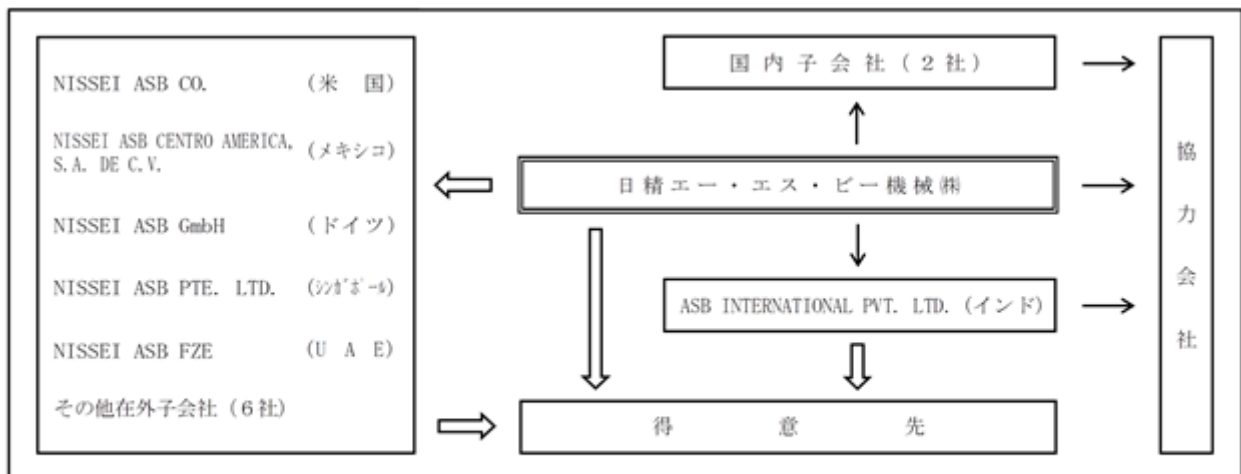 NISSEI ASB CO. (米 国)
NISSEI ASB CENTRO AMERICA,
S.A. DE C.V. (メキシコ)
NISSEI ASB GmbH (ドイツ)
NISSEI ASB PTE. LTD. (ｼﾝｶﾞﾎﾟｰﾙ)
NISSEI ASB FZE (U A E)
その他在外子会社 (6社)
国内子会社(2社)
日精エー・エス・ビー機械㈱
ASB INTERNATIONAL PVT. LTD. (インド)
得意先
協力会社